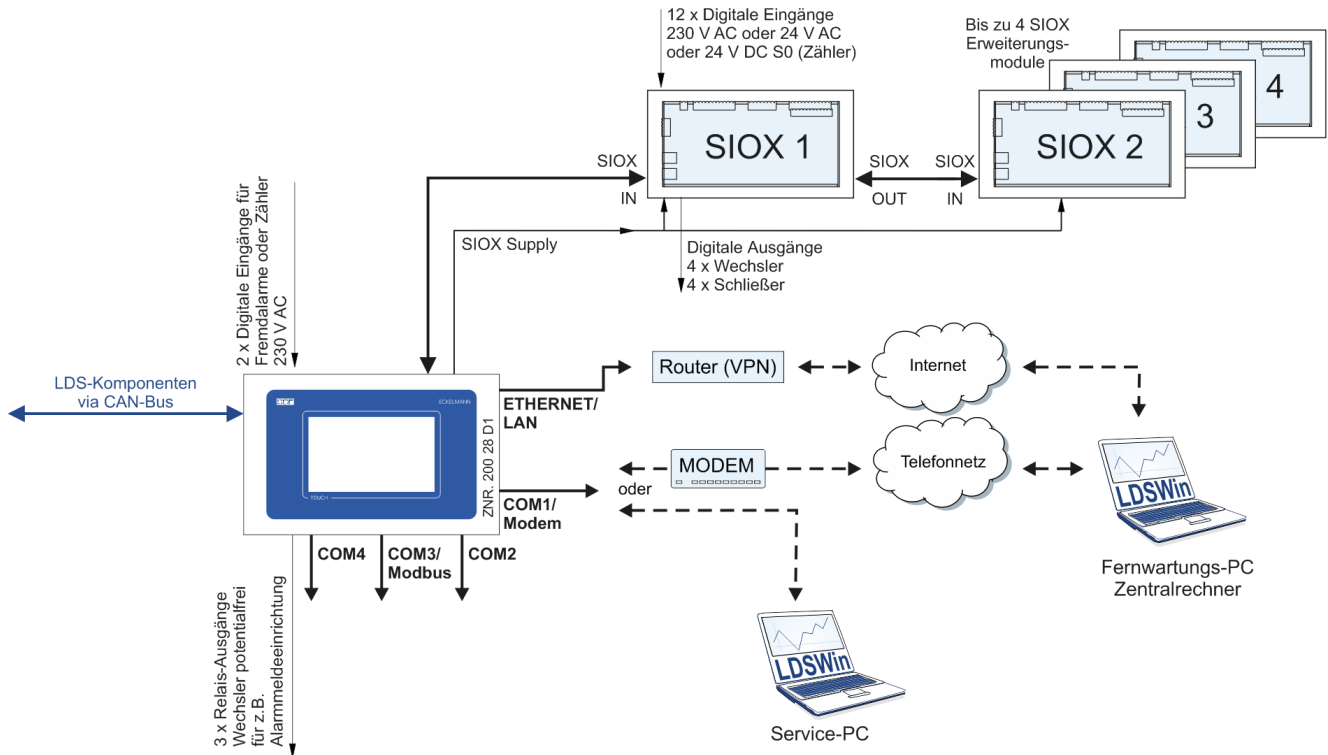 12 x Digitale Eingänge
230 V AC oder 24 V AC
oder 24 V DC S0 (Zähler)
Bis zu 4 SIOX
Erweiterungs-
module
4
3
SIOX 1
SIOX 2
SIOX
IN
SIOX
OUT
SIOX
IN
SIOX Supply
Digitale Ausgänge
4 x Wechsler
4 x Schließer
2 x Digitale Eingänge für
Fremdalarme oder Zähler
230 V AC
LDS-Komponenten
via CAN-Bus
ECKELMANN
TOUCH
ZNR. 200 28 D1
ETHERNET/
LAN
Router (VPN)
Internet
COM1/
Modem
oder
MODEM
Telefonnetz
LDSWin
Fernwartungs-PC
Zentralrechner
COM4
COM3/
Modbus
COM2
3 x Relais-Ausgänge
Wechsler potentialfrei
für z.B.
Alarmmeldeeinrichtung
LDSWin
Service-PC